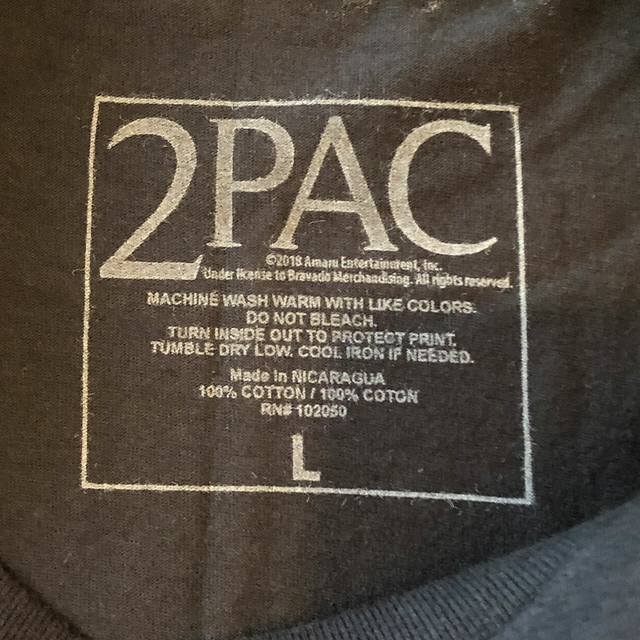 2PAC
©2018 Amaru Entertainment, Inc.
Under license to Bravado Merchandising. All rights reserved.
MACHINE WASH WARM WITH LIKE COLORS.
DO NOT BLEACH.
TURN INSIDE OUT TO PROTECT PRINT.
TUMBLE DRY LOW. COOL IRON IF NEEDED.
Made in NICARAGUA
100% COTTON / 100% COTON
RN# 102050
L